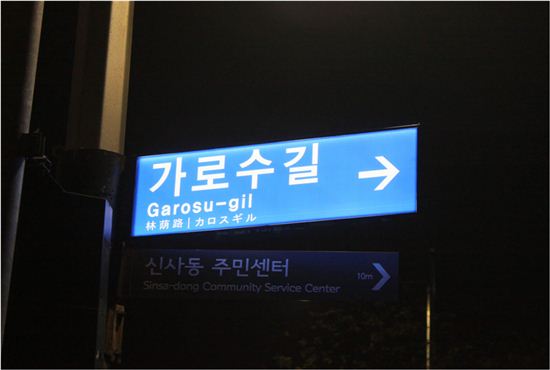 가로수길 →
Garosu-gil
林荫路|カロスギル
신사동 주민센터
10m
Sinsa-dong Community Service Center